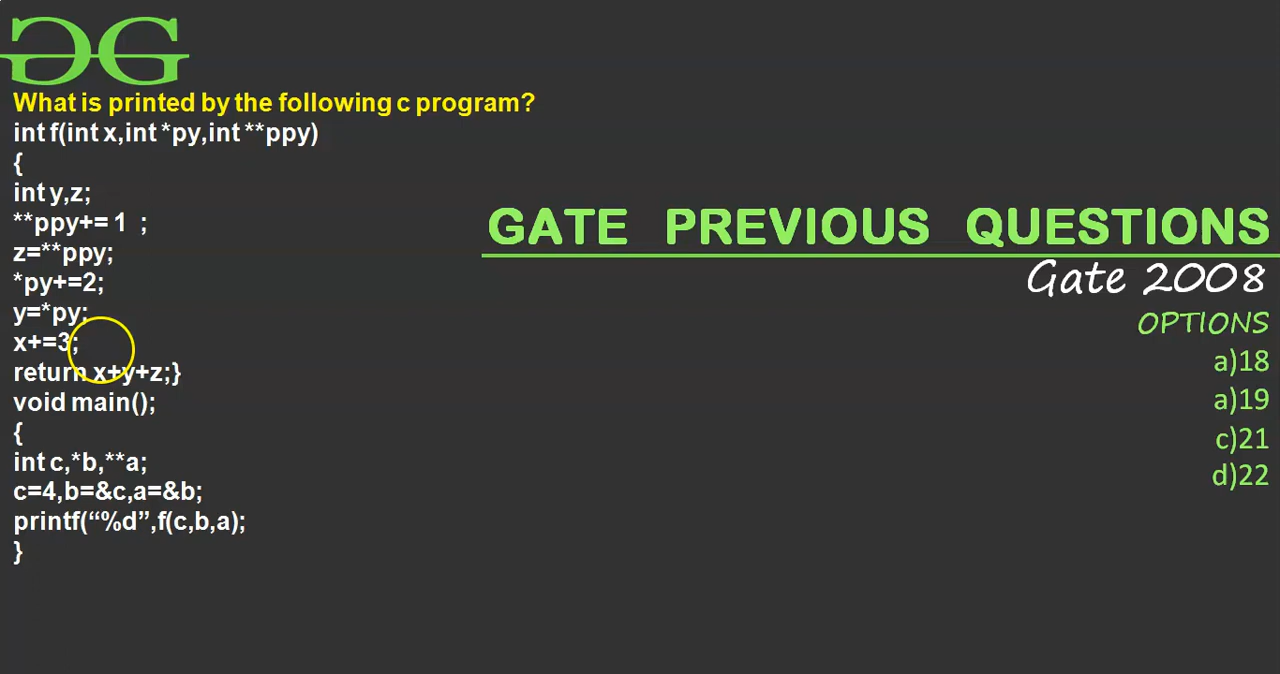 What is printed by the following c program?
int f(int x,int *py,int **ppy)
{
int y,z;
**ppy+= 1 ;
z=**ppy;
*py+=2;
y=*py;
x+=3;
return x+y+z;}
void main();
{
int c,*b,**a;
c=4,b=&c,a=&b;
printf(“%d”,f(c,b,a);
}
GATE PREVIOUS QUESTIONS
Gate 2008
OPTIONS
a)18
a)19
c)21
d)22